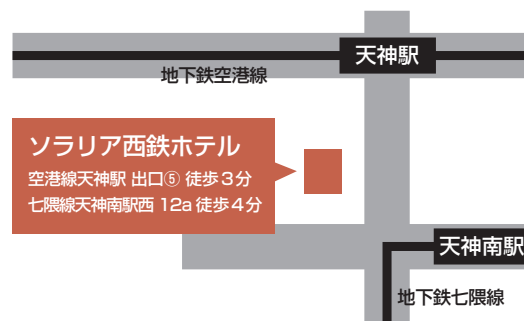 天神駅
地下鉄空港線
ソラリア西鉄ホテル
空港線天神駅 出口⑤ 徒歩3分
七隈線天神南駅西 12a 徒歩4分
天神南駅
地下鉄七隈線